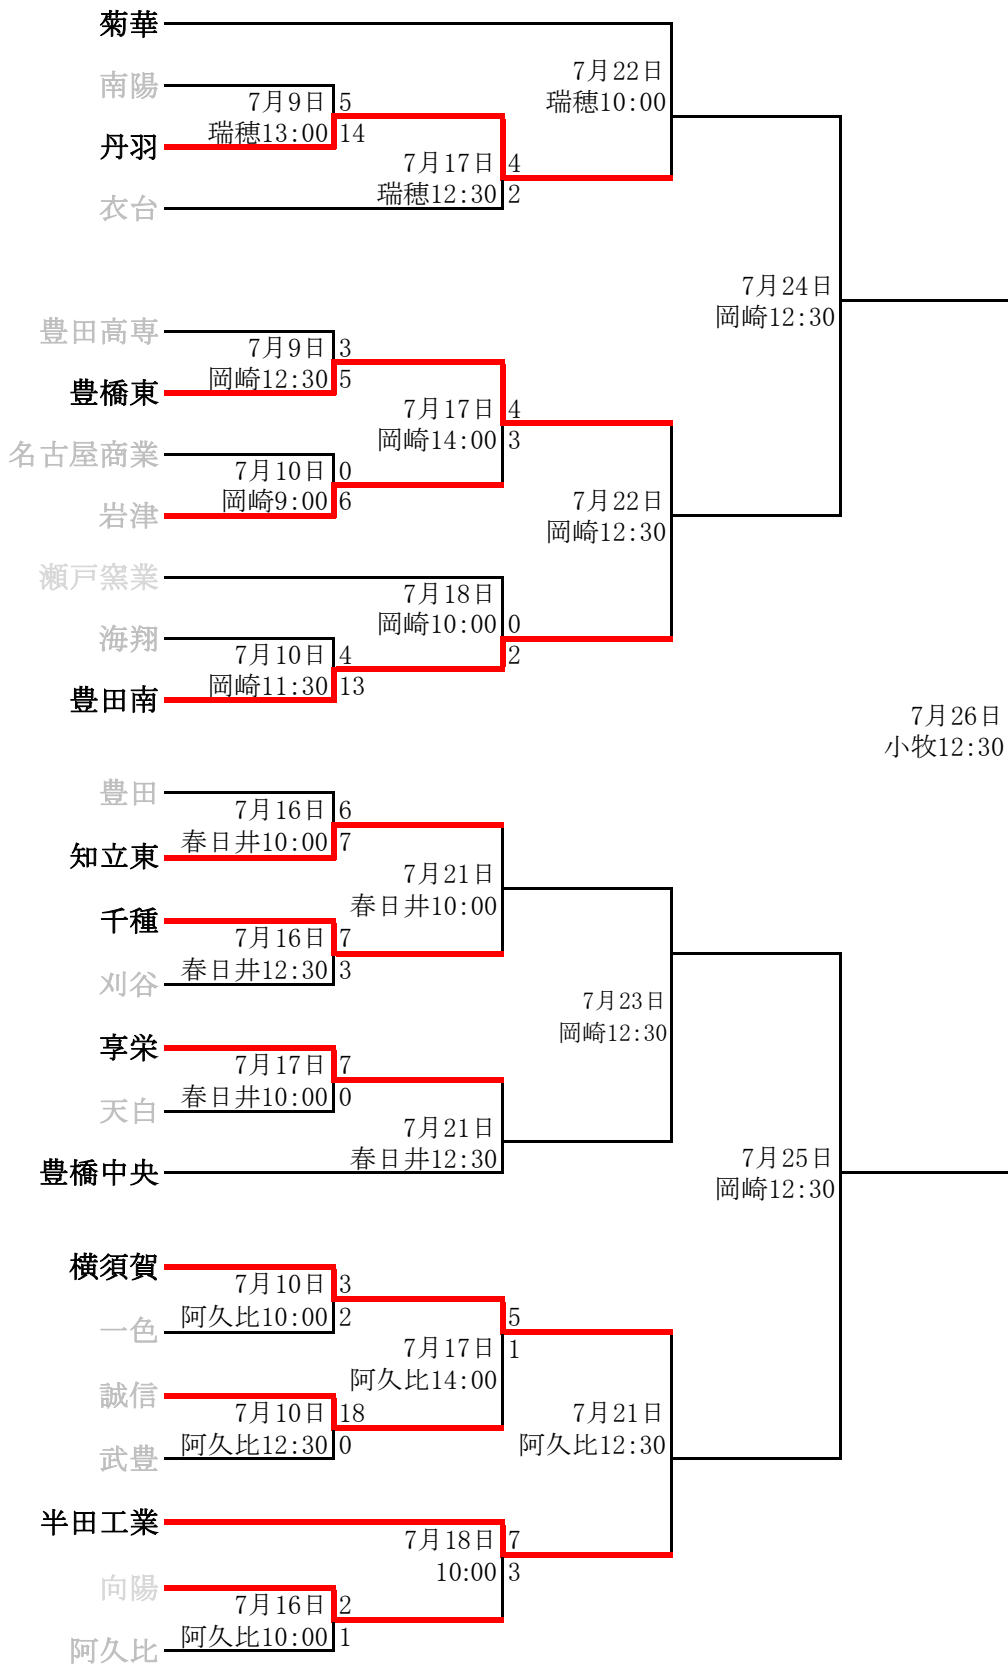 菊華
7月22日
瑞穂10:00
南陽
7月9日 5
瑞穂13:00 14
丹羽
7月17日 4
瑞穂12:30 2
衣台
7月24日
岡崎12:30
豊田高専
7月9日 3
岡崎12:30 5
豊橋東
7月17日 4
岡崎14:00 3
名古屋商業
7月10日 0
岡崎9:00 6
岩津
7月22日
岡崎12:30
瀬戸窯業
7月18日
岡崎10:00 0
2
海翔
7月10日 4
岡崎11:30 13
豊田南
7月26日
小牧12:30
豊田
7月16日 6
春日井10:00 7
知立東
7月21日
春日井10:00
千種
7月16日 7
春日井12:30 3
刈谷
7月23日
岡崎12:30
享栄
7月17日 7
春日井10:00 0
天白
7月21日
春日井12:30
豊橋中央
7月25日
岡崎12:30
横須賀
7月10日 3
阿久比10:00 2
一色
5
7月17日 1
阿久比14:00
誠信
7月10日 18
阿久比12:30 0
武豊
7月21日
阿久比12:30
半田工業
7月18日 7
10:00 3
向陽
7月16日 2
阿久比10:00 1
阿久比